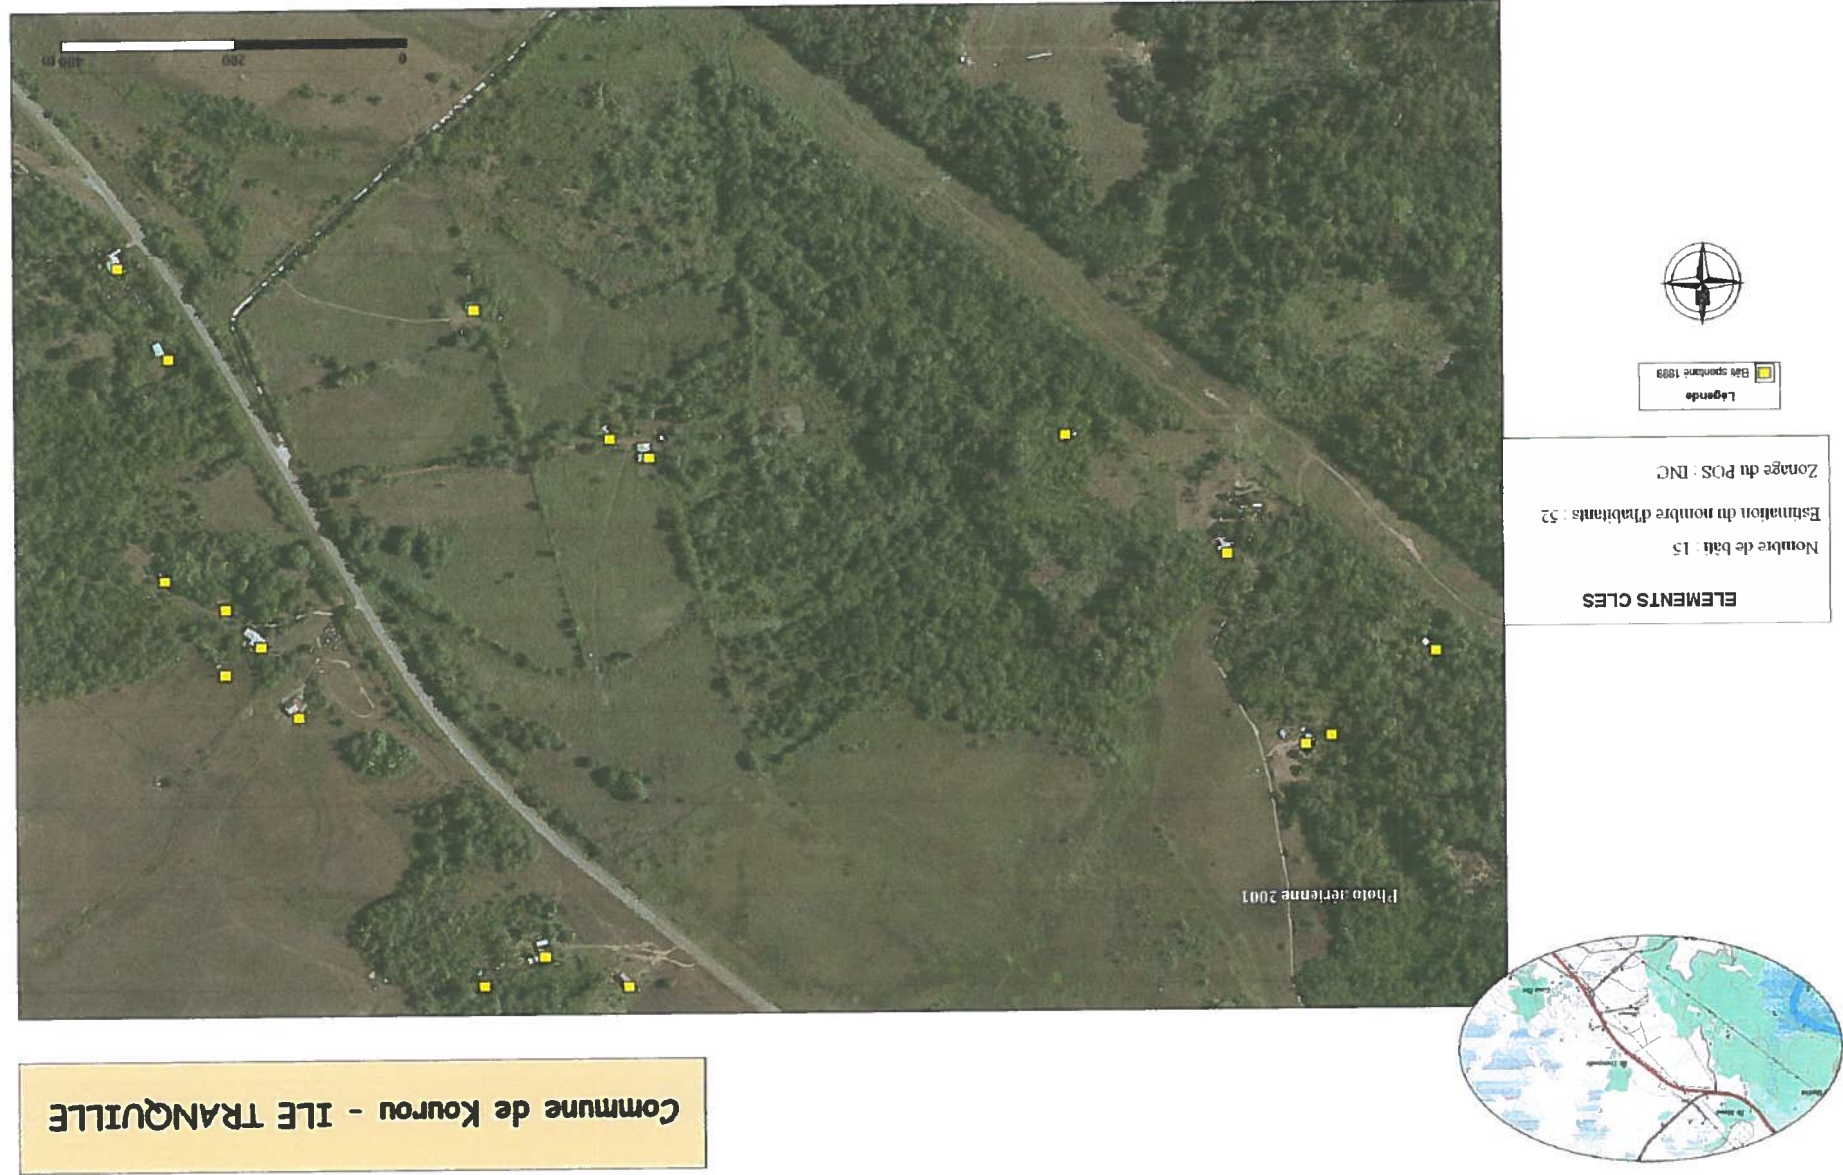 Commune de Kourou - ILE TRANQUILLE
Photo aérienne 2001
ELEMENTS CLES
Nombre de bâti : 15
Estimation du nombre d'habitants : 52
Zonage du POS : INC
Légende
Bâti spontané 1999
0
200
400 m